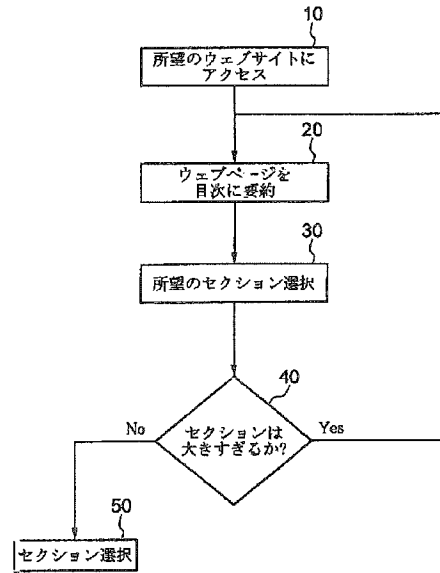 10
所望のウェブサイトに
アクセス
20
ウェブページを
目次に要約
30
所望のセクション選択
40
セクションは
大きすぎるか?
No
Yes
50
セクション選択